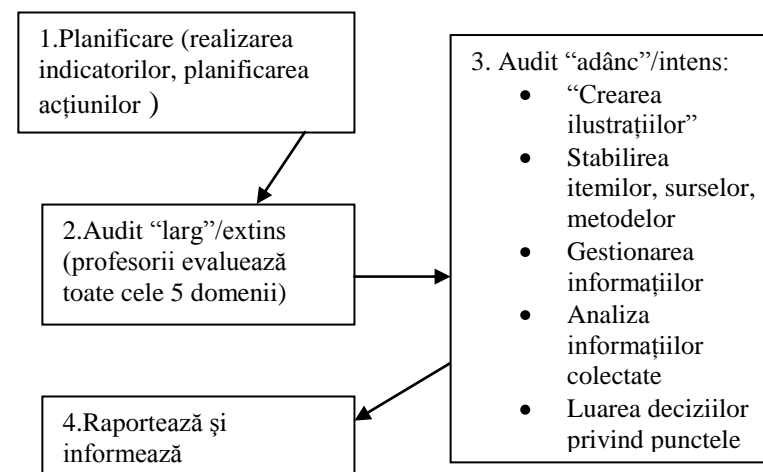 1.Planificare (realizarea
indicatorilor, planificarea
acțiunilor )
2.Audit “larg”/extins
(profesorii evaluează
toate cele 5 domenii)
3. Audit “adânc”/intens:
• “Crearea
ilustrațiilor”
• Stabilirea
itemilor, surselor,
metodelor
• Gestionarea
informațiilor
• Analiza
informațiilor
colectate
• Luarea deciziilor
privind punctele
4.Raportează şi
informează